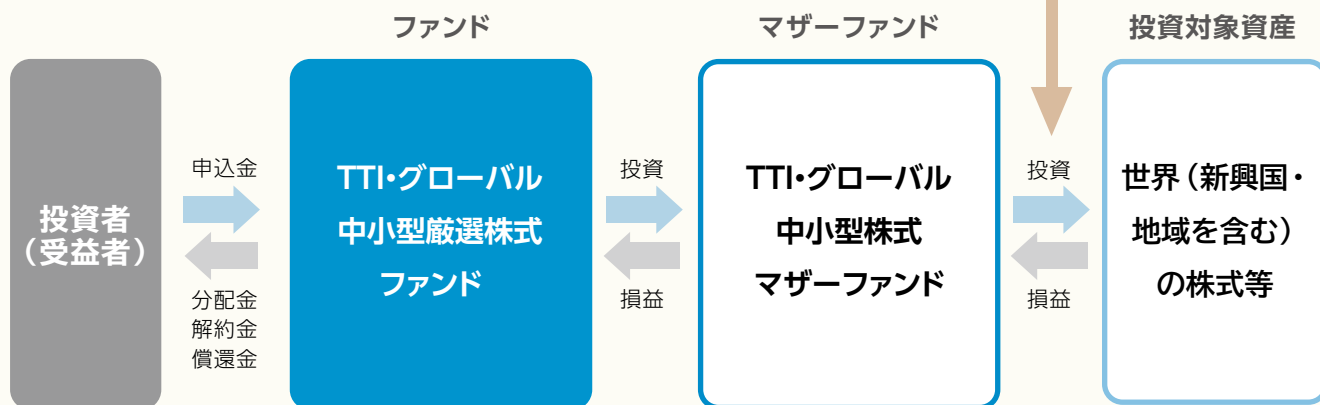 ファンド
マザーファンド
投資対象資産
投資者
（受益者）
申込金
分配金
解約金
償還金
TTI・グローバル
中小型厳選株式
ファンド
投資
損益
TTI・グローバル
中小型株式
マザーファンド
投資
損益
世界（新興国・
地域を含む）
の株式等